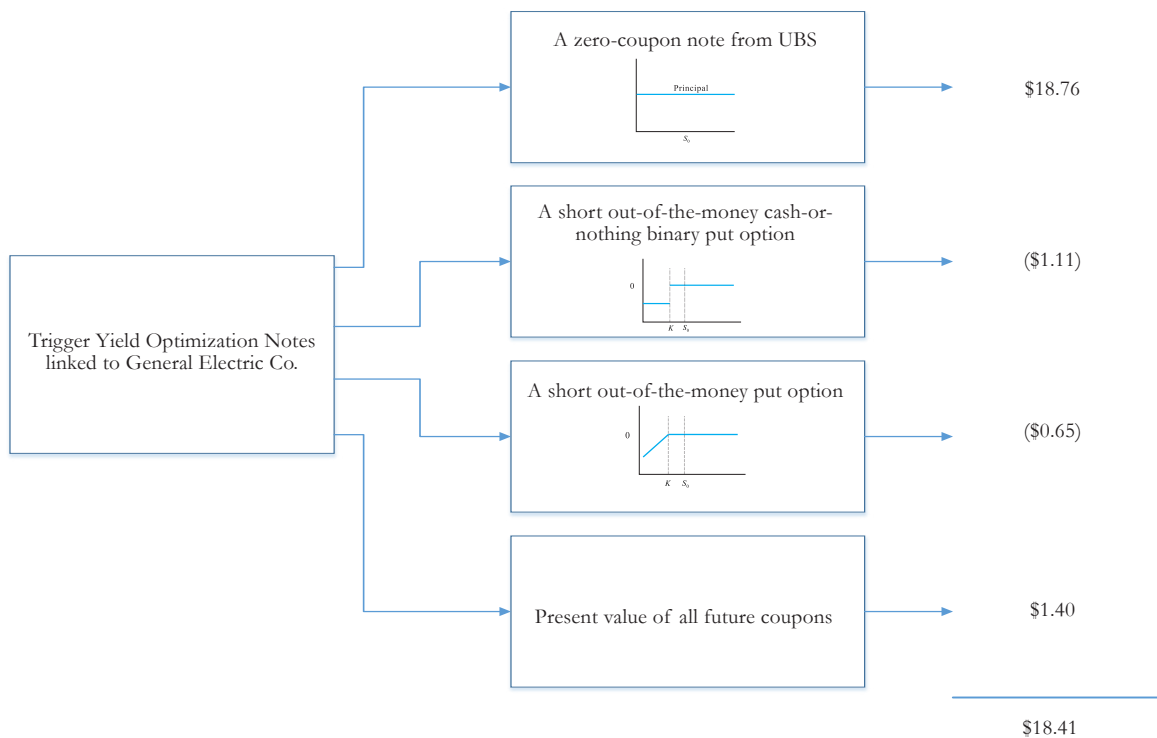 Trigger Yield Optimization Notes
linked to General Electric Co.
A zero-coupon note from UBS
Principal
S₀
$18.76
A short out-of-the-money cash-or-
nothing binary put option
0
K S₀
($1.11)
A short out-of-the-money put option
0
K S₀
($0.65)
Present value of all future coupons
$1.40
$18.41